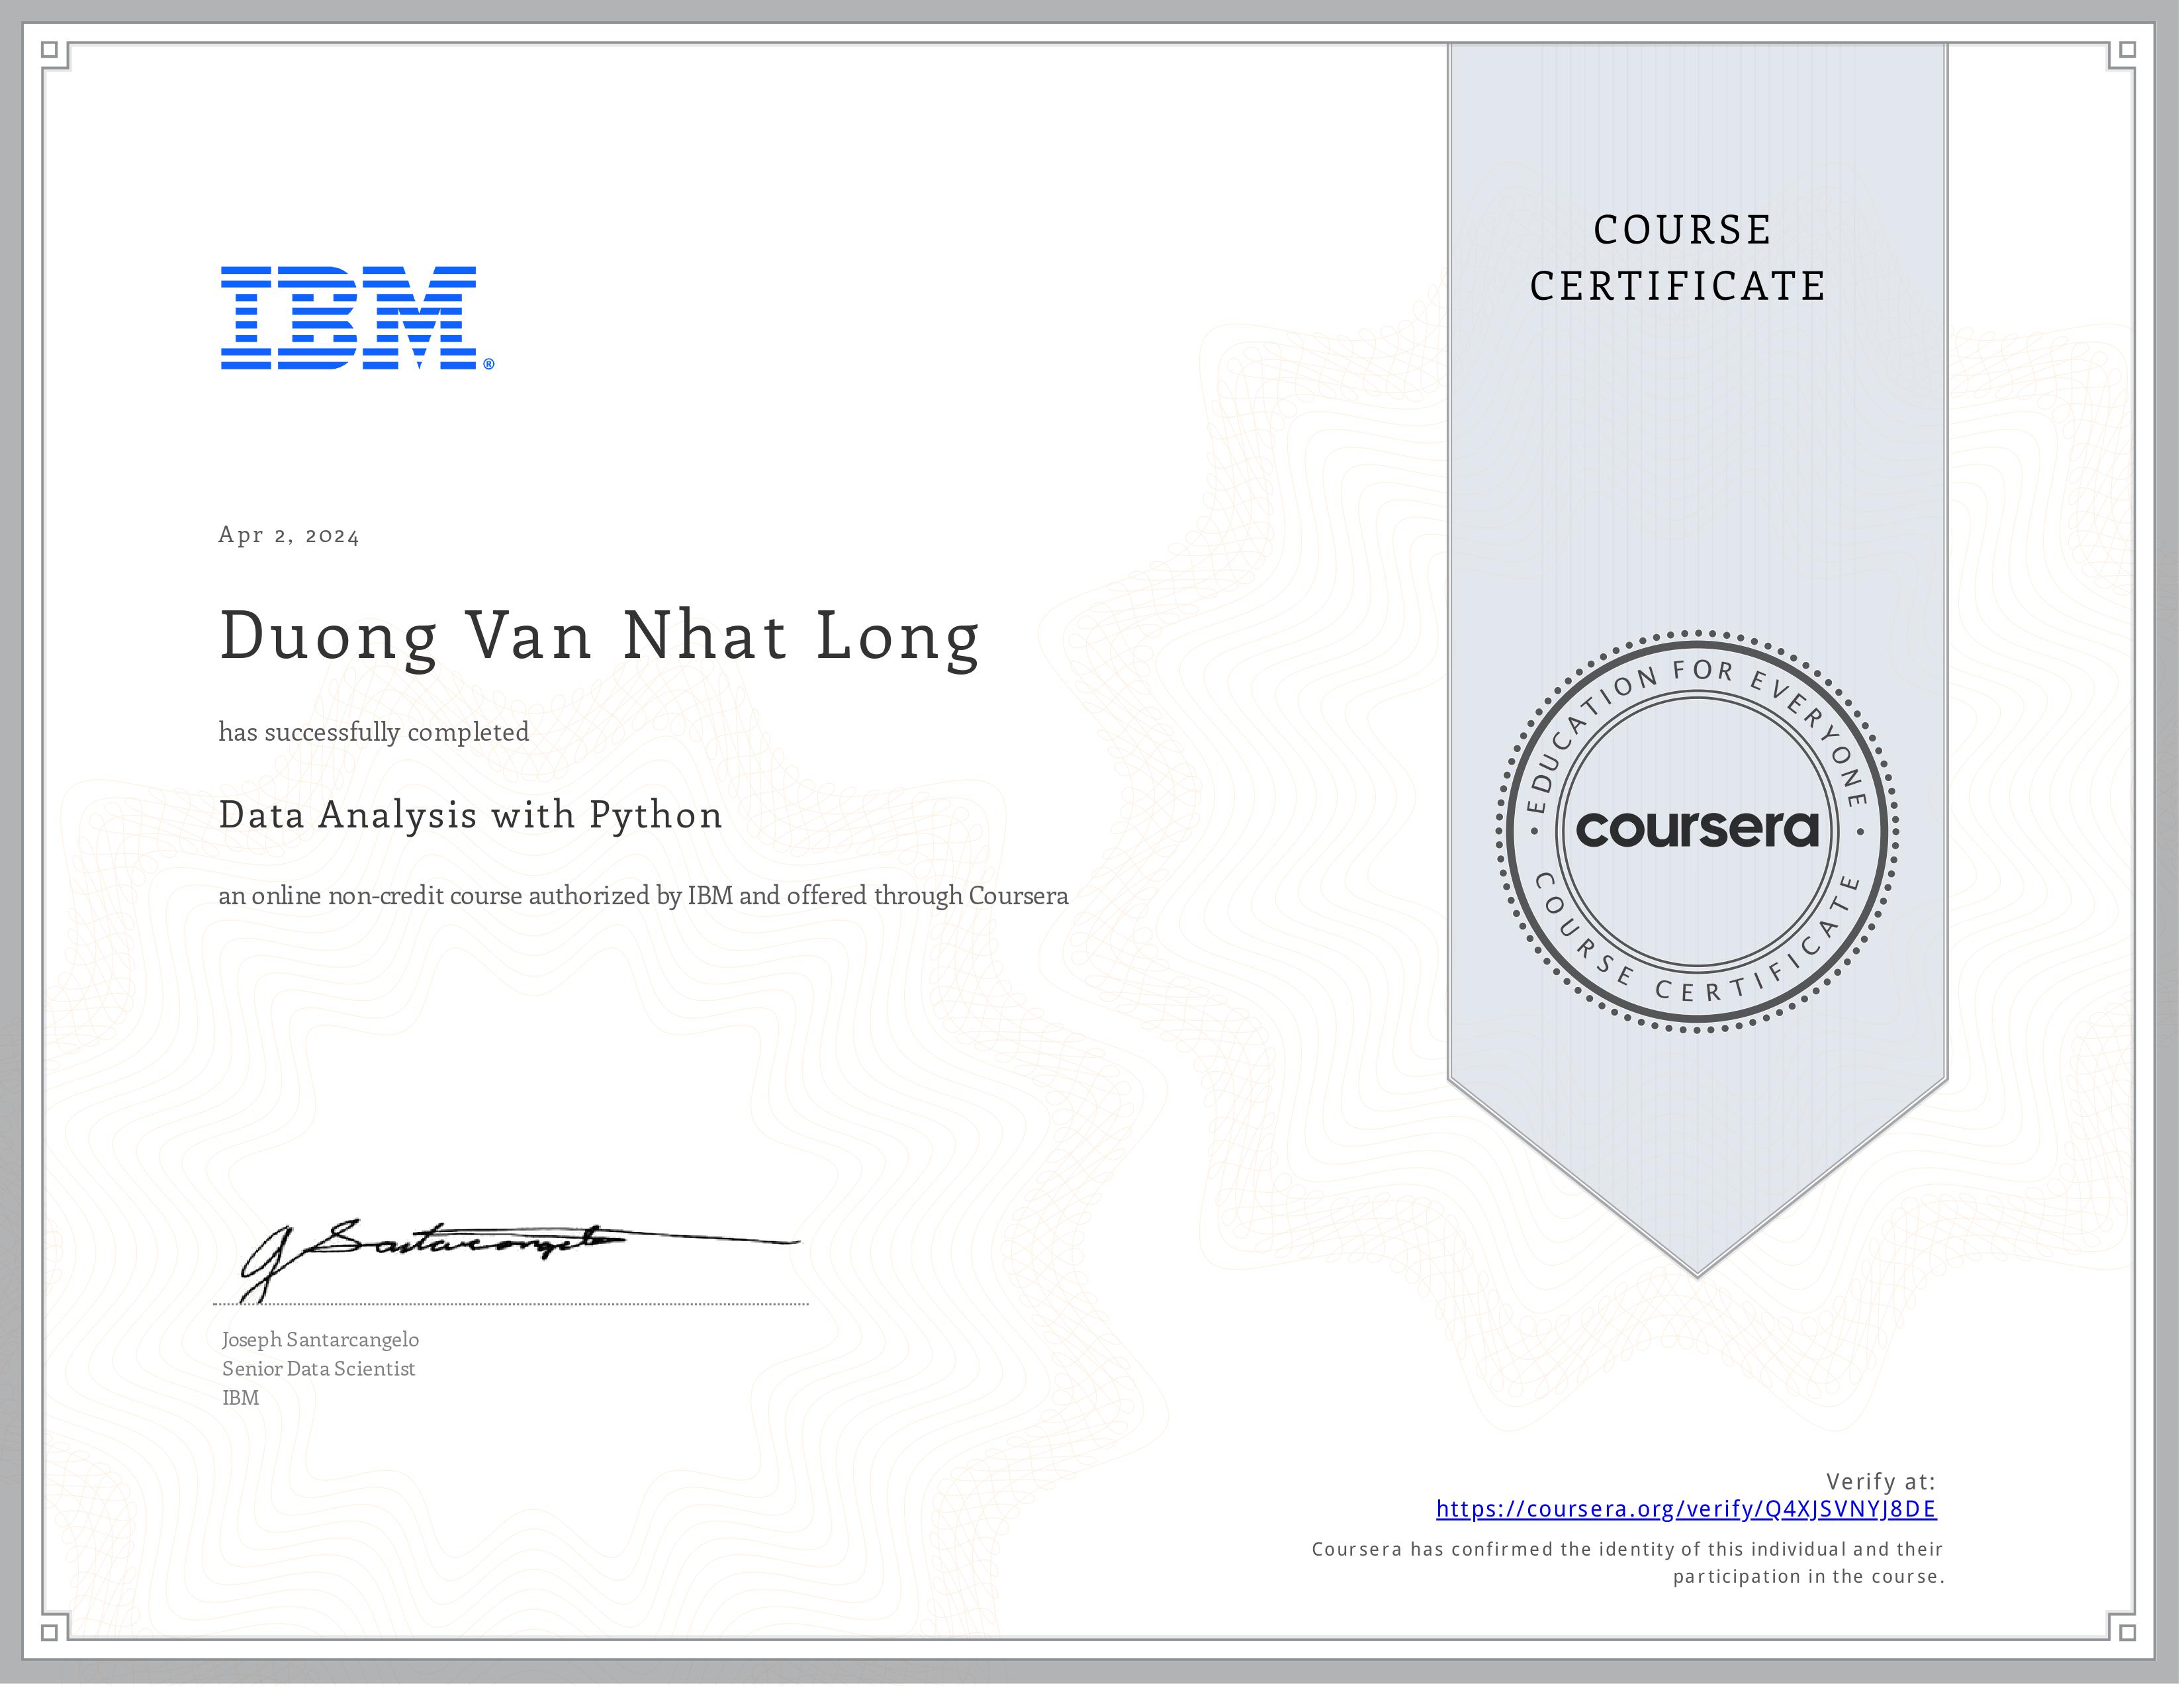 COURSE
CERTIFICATE
IBM®
Apr 2, 2024
Duong Van Nhat Long
has successfully completed
Data Analysis with Python
an online non-credit course authorized by IBM and offered through Coursera
EDUCATION FOR EVERYONE
coursera
COURSE CERTIFICATE
J Santarcangelo
Joseph Santarcangelo
Senior Data Scientist
IBM
Verify at:
https://coursera.org/verify/Q4XJSVNYJ8DE
Coursera has confirmed the identity of this individual and their
participation in the course.